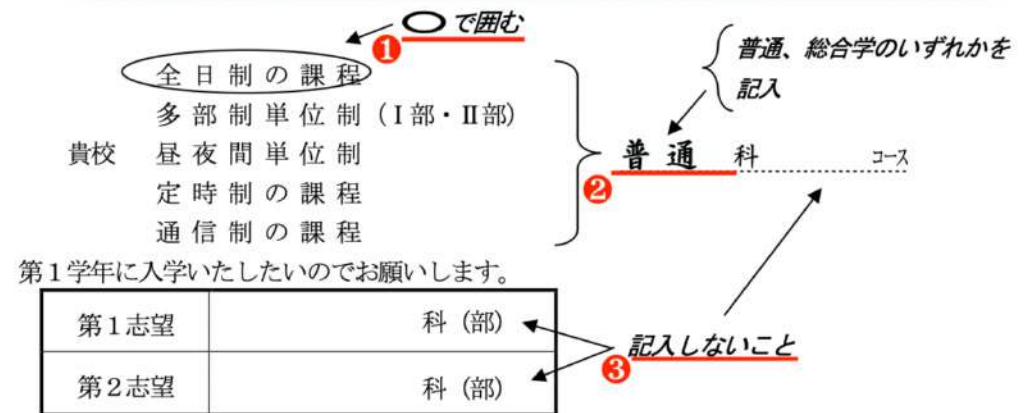 〇で囲む
❶
普通、総合学のいずれかを
記入
全日制の課程
多部制単位制(Ⅰ部・Ⅱ部)
貴校 昼夜間単位制 普通 科 コース
❷
定時制の課程
通信制の課程
第1学年に入学いたしたいのでお願いします。
第1志望 科(部)
記入しないこと
❸
第2志望 科(部)